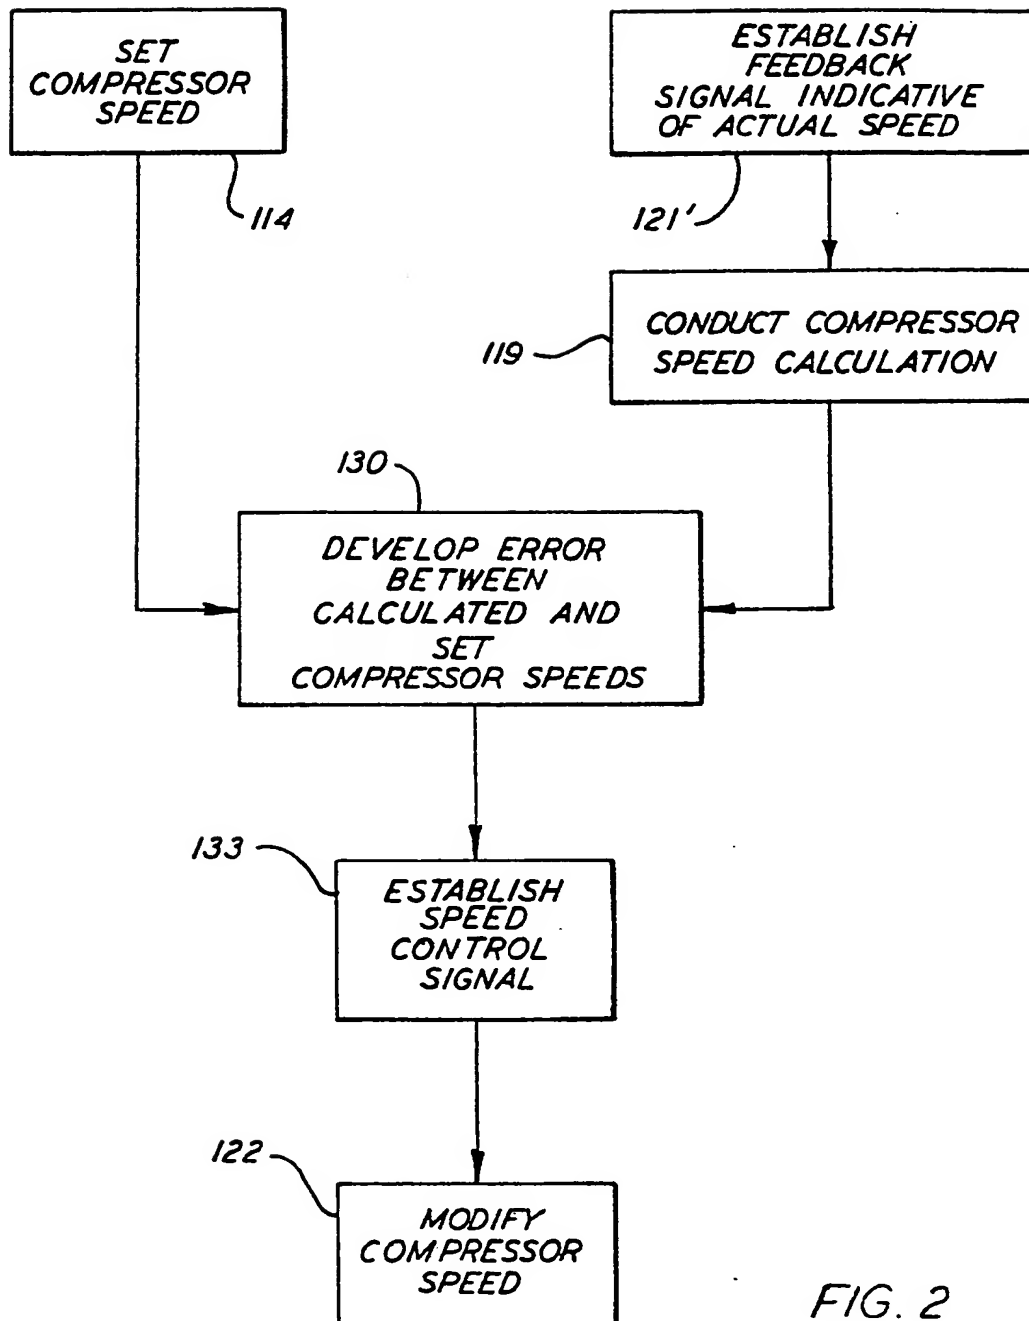 SET
COMPRESSOR
SPEED
114
ESTABLISH
FEEDBACK
SIGNAL INDICATIVE
OF ACTUAL SPEED
121'
CONDUCT COMPRESSOR
SPEED CALCULATION
119
130
DEVELOP ERROR
BETWEEN
CALCULATED AND
SET
COMPRESSOR SPEEDS
133
ESTABLISH
SPEED
CONTROL
SIGNAL
122
MODIFY
COMPRESSOR
SPEED
FIG. 2